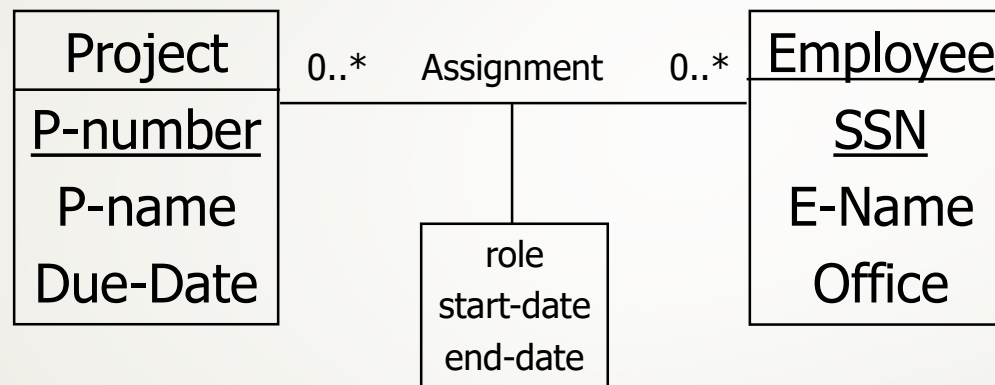 Project
P-number
P-name
Due-Date
0..* Assignment 0..*
role
start-date
end-date
Employee
SSN
E-Name
Office